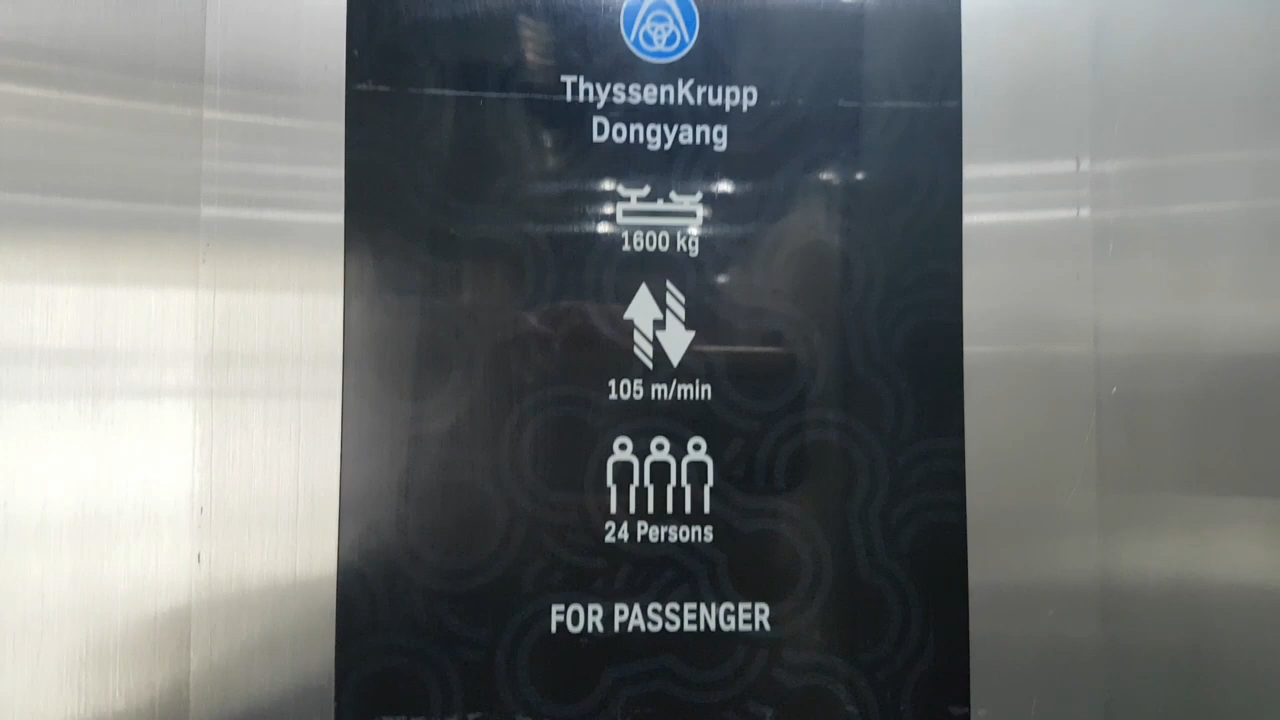 ThyssenKrupp
Dongyang
1600 kg
105 m/min
24 Persons
FOR PASSENGER